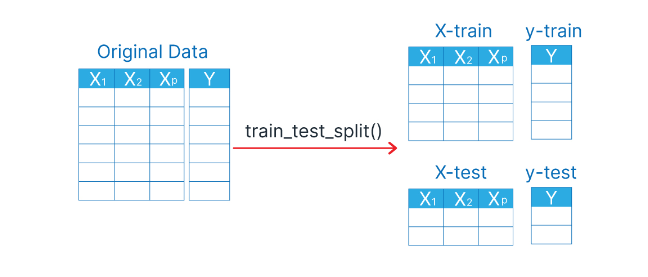 Original Data
X1 X2 Xp Y
train_test_split()
X-train
X1 X2 Xp
y-train
Y
X-test
X1 X2 Xp
y-test
Y